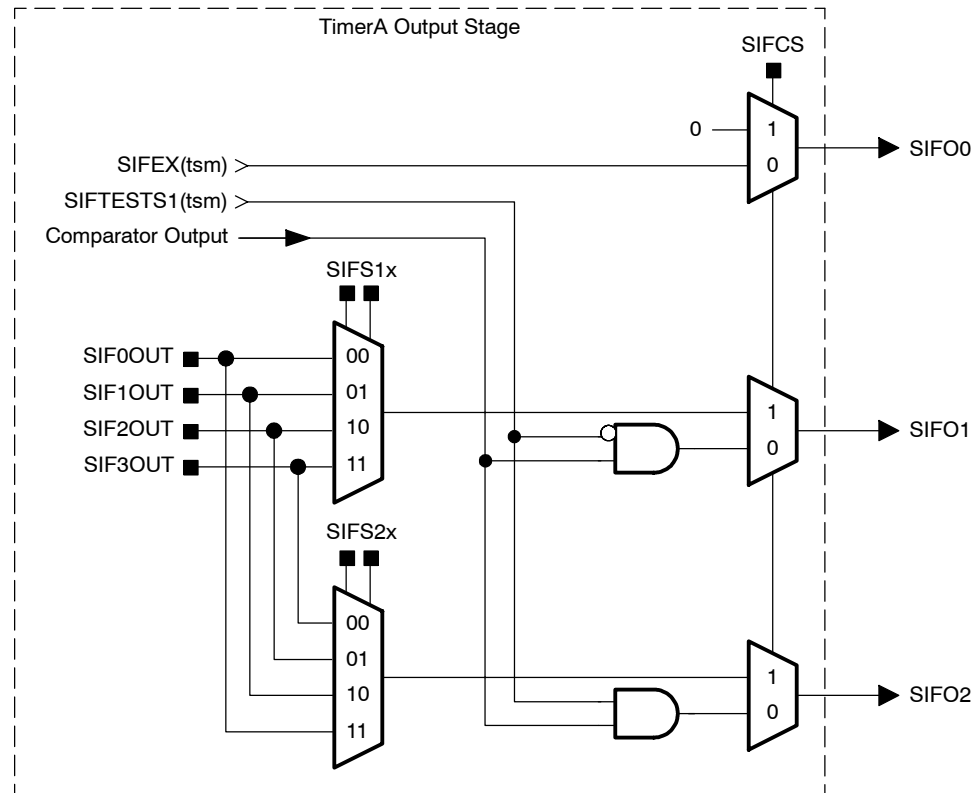 TimerA Output Stage
SIFCS
0
1
SIFO0
SIFEX(tsm)
0
SIFTESTS1(tsm)
Comparator Output
SIFS1x
SIF0OUT
00
SIF1OUT
01
1
SIF2OUT
10
SIFO1
0
SIF3OUT
11
SIFS2x
00
01
1
10
SIFO2
0
11